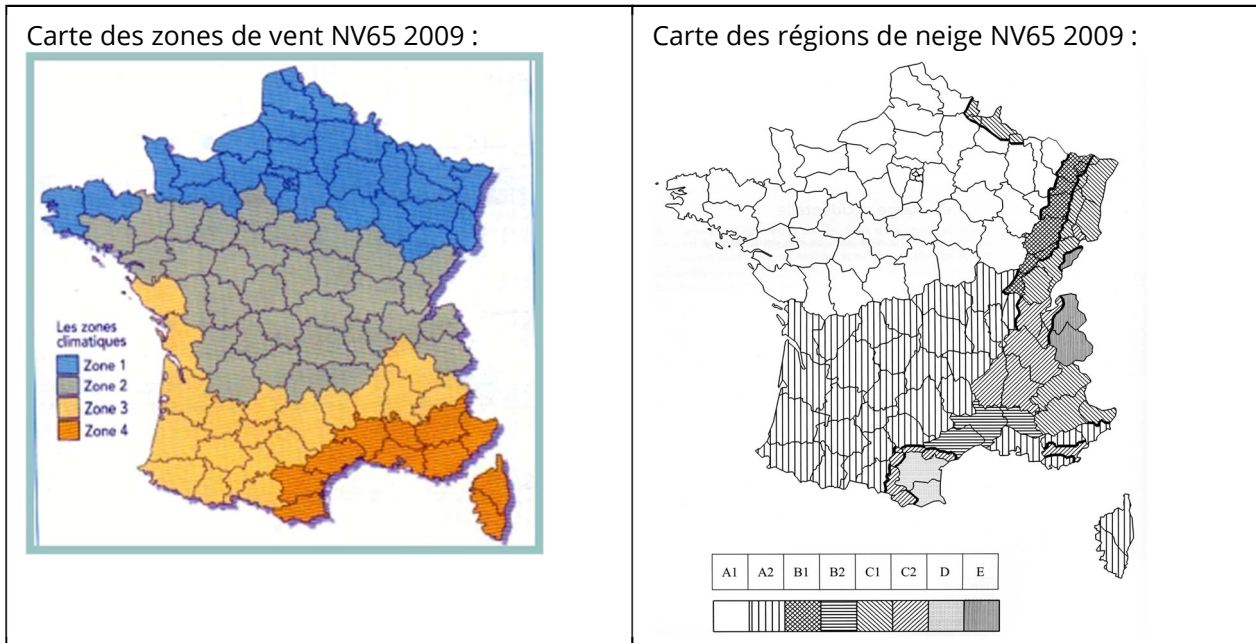 Carte des zones de vent NV65 2009 :
Les zones
climatiques
Zone 1
Zone 2
Zone 3
Zone 4
Carte des régions de neige NV65 2009 :
A1 A2 B1 B2 C1 C2 D E